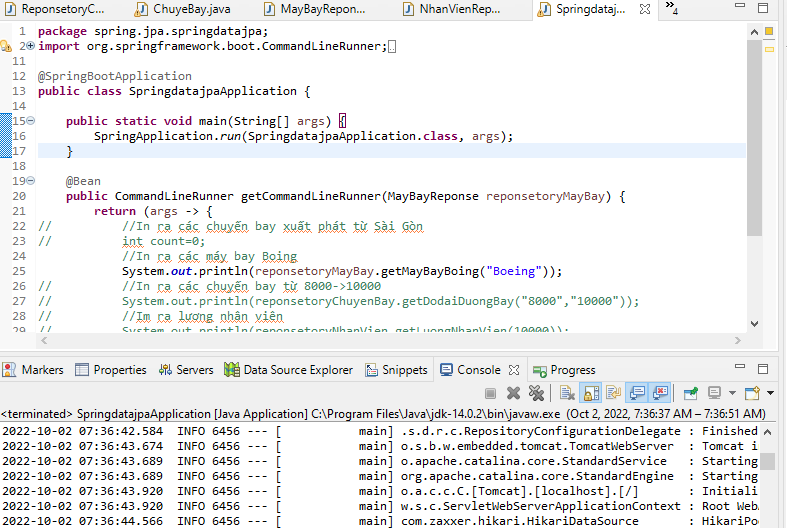 ReponsetoryC... ChuyeBay.java MayBayRepon... NhanVienRep... Springdataj... »4
1 package spring.jpa.springdatajpa;
2 import org.springframework.boot.CommandLineRunner;
11
12 @SpringBootApplication
13 public class SpringdatajpaApplication {
14
15 public static void main(String[] args) {
16 SpringApplication.run(SpringdatajpaApplication.class, args);
17 }
18
19 @Bean
20 public CommandLineRunner getCommandLineRunner(MayBayReponse reponsetoryMayBay) {
21 return (args -> {
22 // //In ra các chuyến bay xuất phát từ Sài Gòn
23 // int count=0;
24 //In ra các máy bay Boing
25 System.out.println(reponsetoryMayBay.getMayBayBoing("Boeing"));
26 // //In ra các chuyến bay từ 8000->10000
27 // System.out.println(reponsetoryChuyenBay.getDodaiDuongBay("8000","10000"));
28 // //Im ra lương nhân viên
29 // System.out.println(reponsetoryNhanVien.getLuongNhanVien(10000));
Markers Properties Servers Data Source Explorer Snippets Console Progress
<terminated> SpringdatajpaApplication [Java Application] C:\Program Files\Java\jdk-14.0.2\bin\javaw.exe (Oct 2, 2022, 7:36:37 AM – 7:36:51 AM)
2022-10-02 07:36:42.584 INFO 6456 --- [ main] .s.d.r.c.RepositoryConfigurationDelegate : Finished
2022-10-02 07:36:43.674 INFO 6456 --- [ main] o.s.b.w.embedded.tomcat.TomcatWebServer : Tomcat i
2022-10-02 07:36:43.689 INFO 6456 --- [ main] o.apache.catalina.core.StandardService : Starting
2022-10-02 07:36:43.689 INFO 6456 --- [ main] org.apache.catalina.core.StandardEngine : Starting
2022-10-02 07:36:43.920 INFO 6456 --- [ main] o.a.c.c.C.[Tomcat].[localhost].[/] : Initiali
2022-10-02 07:36:43.920 INFO 6456 --- [ main] w.s.c.ServletWebServerApplicationContext : Root Web
2022-10-02 07:36:44.566 INFO 6456 --- [ main] com.zaxxer.hikari.HikariDataSource : HikariPo